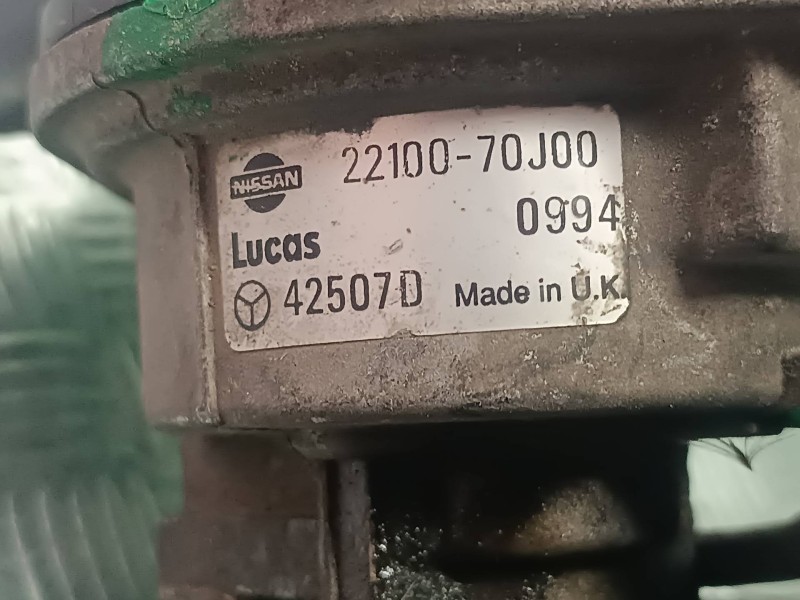 NISSAN 22100-70J00
0994
Lucas
42507D Made in U.K.